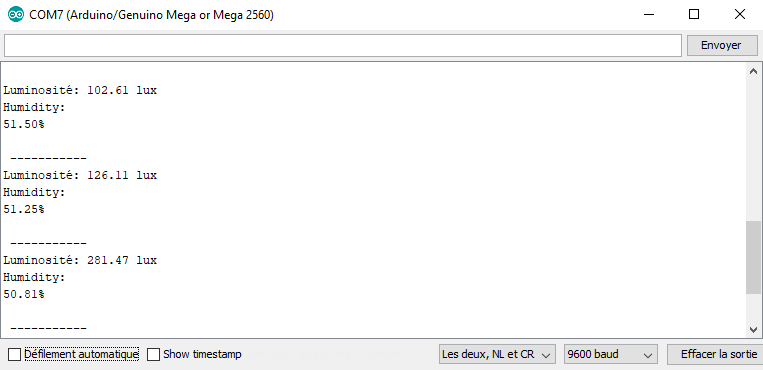 COM7 (Arduino/Genuino Mega or Mega 2560)
Envoyer
Luminosité: 102.61 lux
Humidity:
51.50%
-----------
Luminosité: 126.11 lux
Humidity:
51.25%
-----------
Luminosité: 281.47 lux
Humidity:
50.81%
-----------
Défilement automatique Show timestamp Les deux, NL et CR 9600 baud Effacer la sortie